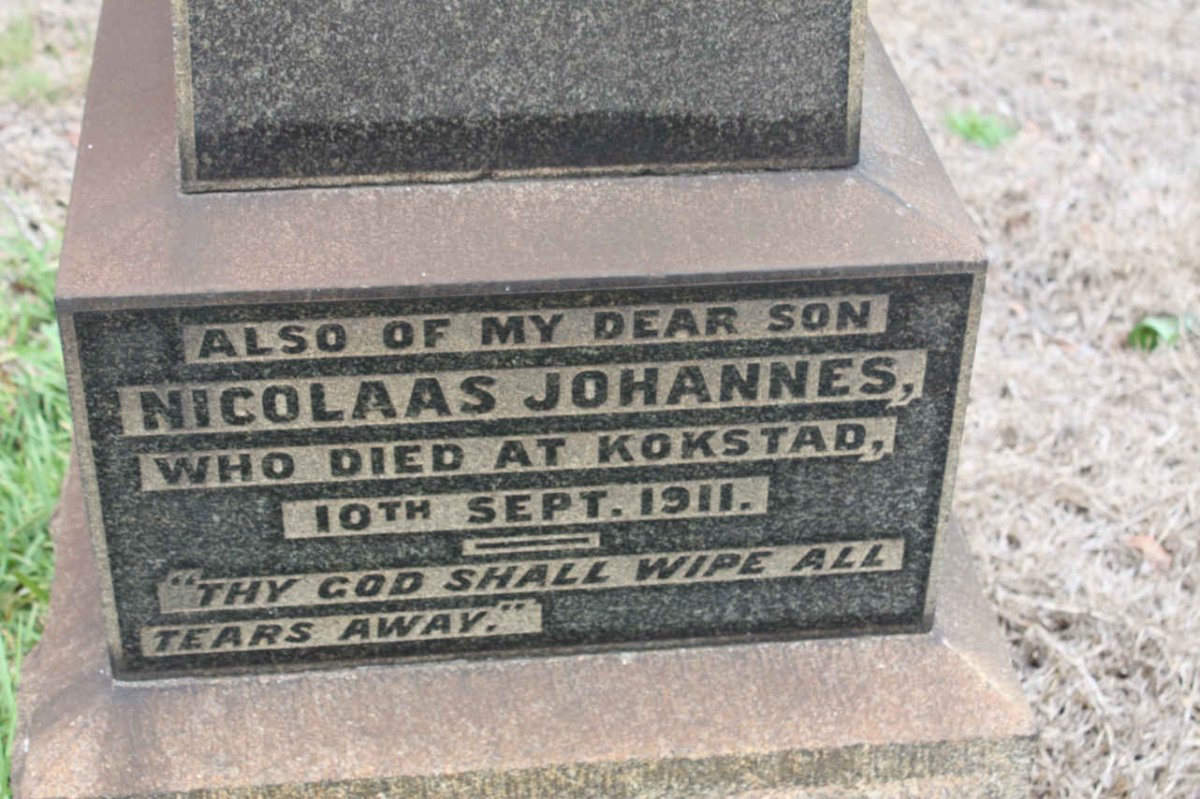 ALSO OF MY DEAR SON
NICOLAAS JOHANNES,
WHO DIED AT KOKSTAD,
10TH SEPT. 1911.
"THY GOD SHALL WIPE ALL
TEARS AWAY."